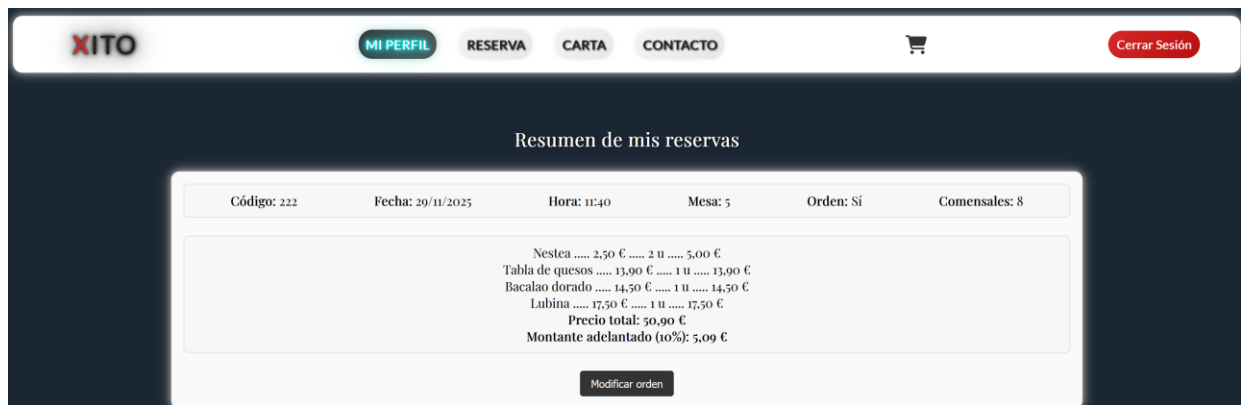 XITO MI PERFIL RESERVA CARTA CONTACTO Cerrar Sesión
Resumen de mis reservas
Código: 222 Fecha: 29/11/2025 Hora: 11:40 Mesa: 5 Orden: Sí Comensales: 8
Nestea ..... 2,50 € ..... 2 u ..... 5,00 €
Tabla de quesos ..... 13,90 € ..... 1 u ..... 13,90 €
Bacalao dorado ..... 14,50 € ..... 1 u ..... 14,50 €
Lubina ..... 17,50 € ..... 1 u ..... 17,50 €
Precio total: 50,90 €
Montante adelantado (10%): 5,09 €
Modificar orden